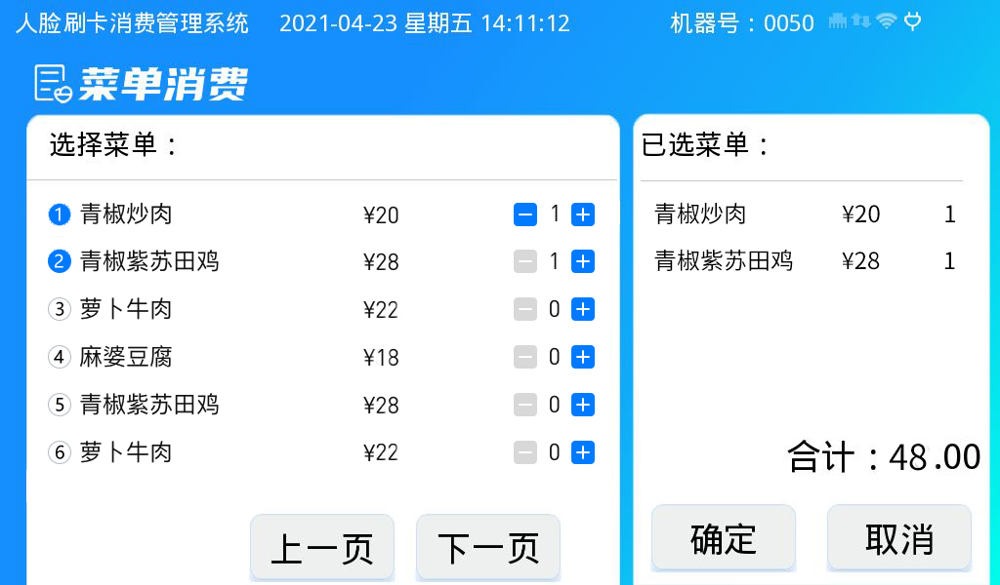 人脸刷卡消费管理系统 2021-04-23 星期五 14:11:12 机器号：0050
菜单消费
选择菜单：
1 青椒炒肉 ¥20 1
2 青椒紫苏田鸡 ¥28 1
3 萝卜牛肉 ¥22 0
4 麻婆豆腐 ¥18 0
5 青椒紫苏田鸡 ¥28 0
6 萝卜牛肉 ¥22 0
上一页 下一页
已选菜单：
青椒炒肉 ¥20 1
青椒紫苏田鸡 ¥28 1
合计：48.00
确定 取消